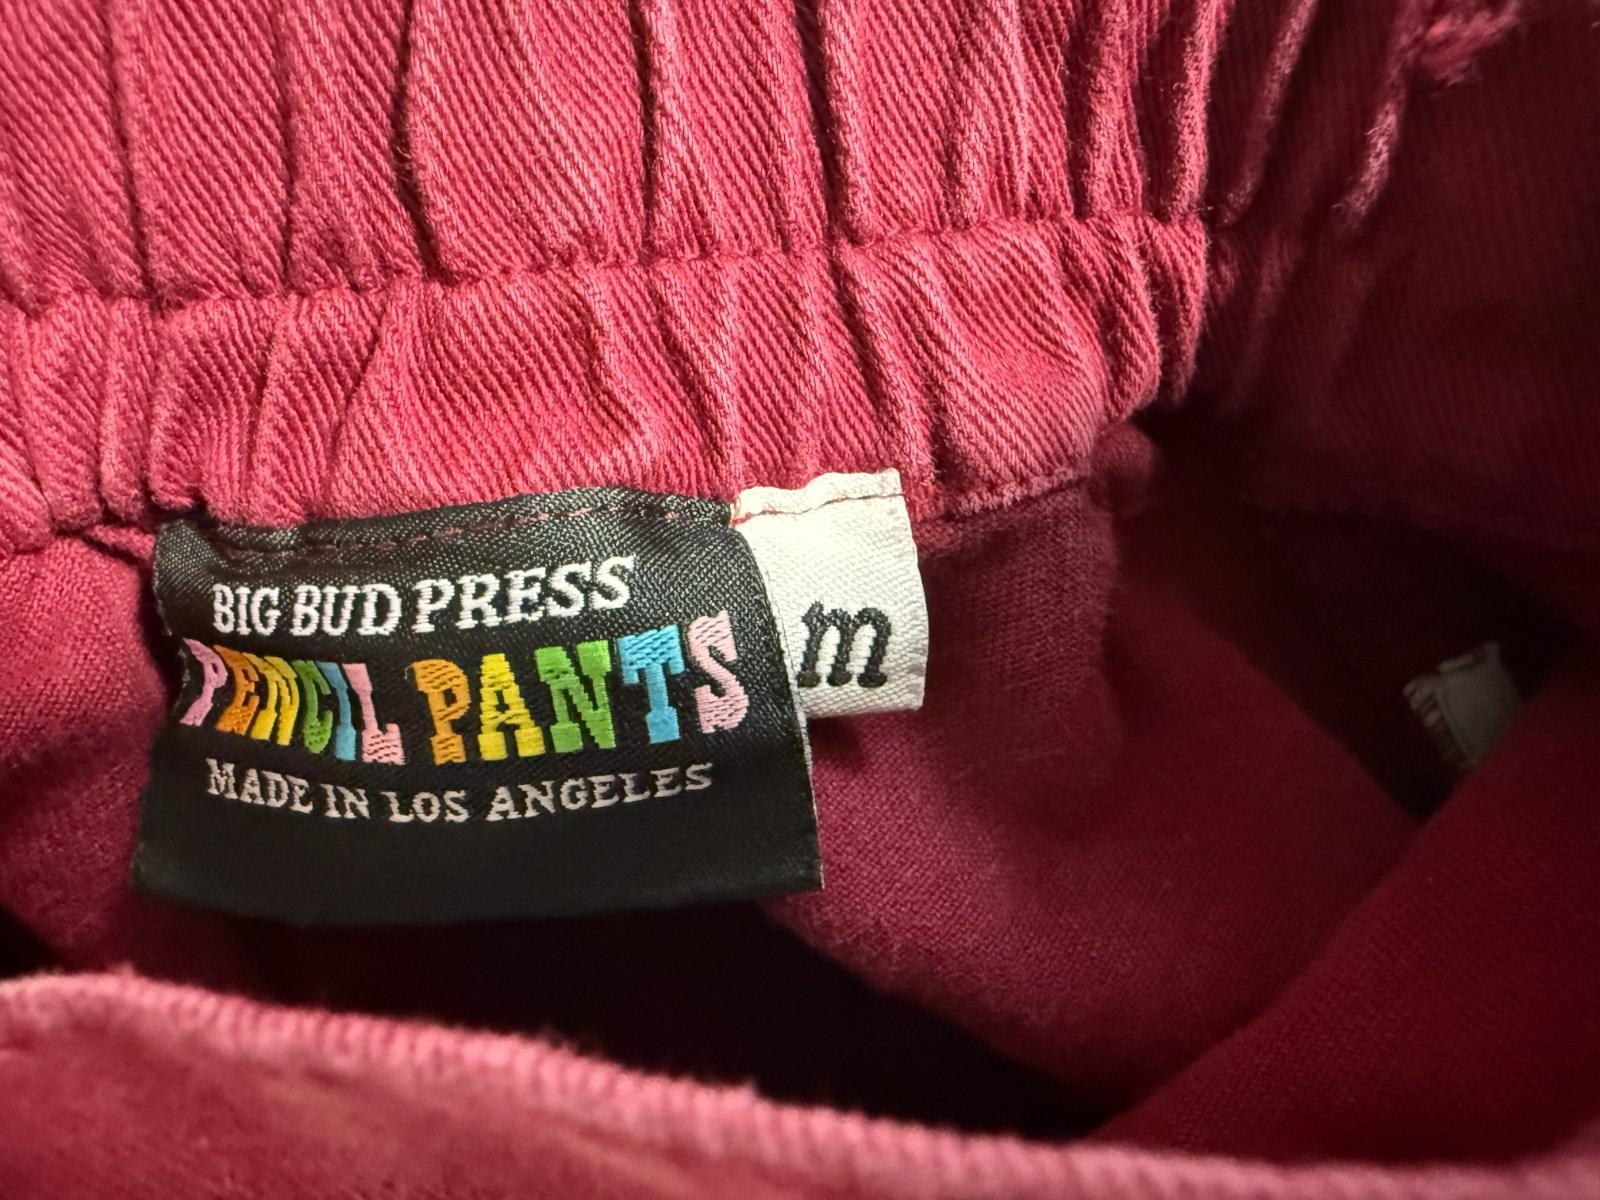 BIG BUD PRESS
PENCIL PANTS
MADE IN LOS ANGELES
m